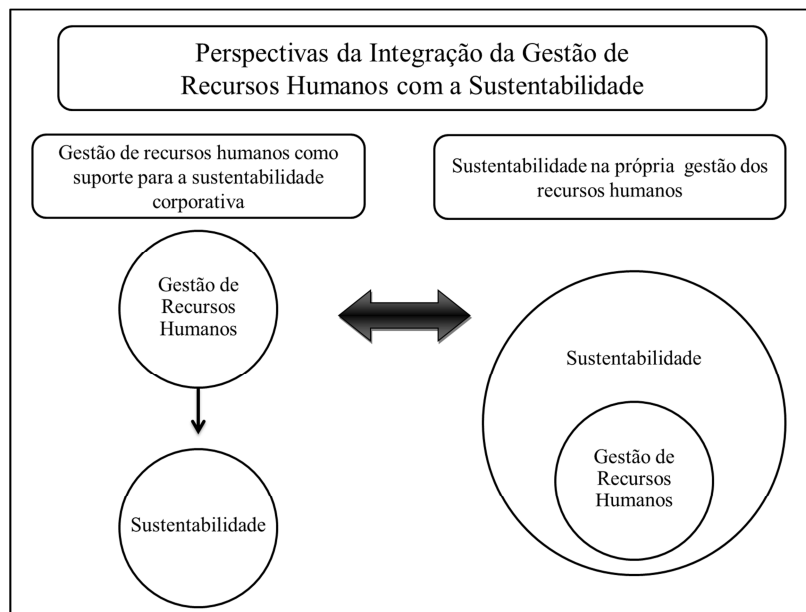 Perspectivas da Integração da Gestão de
Recursos Humanos com a Sustentabilidade
Gestão de recursos humanos como
suporte para a sustentabilidade
corporativa
Sustentabilidade na própria gestão dos
recursos humanos
Gestão de
Recursos
Humanos
Sustentabilidade
Sustentabilidade
Gestão de
Recursos
Humanos